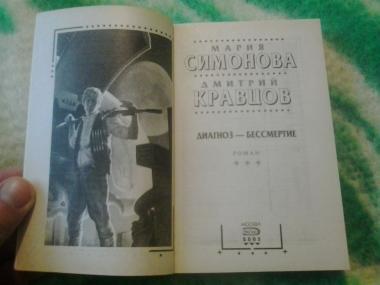 МАРИЯ
СИМОНОВА
ДМИТРИЙ
КРАВЦОВ
ДИАГНОЗ — БЕССМЕРТИЕ
РОМАН
МОСКВА